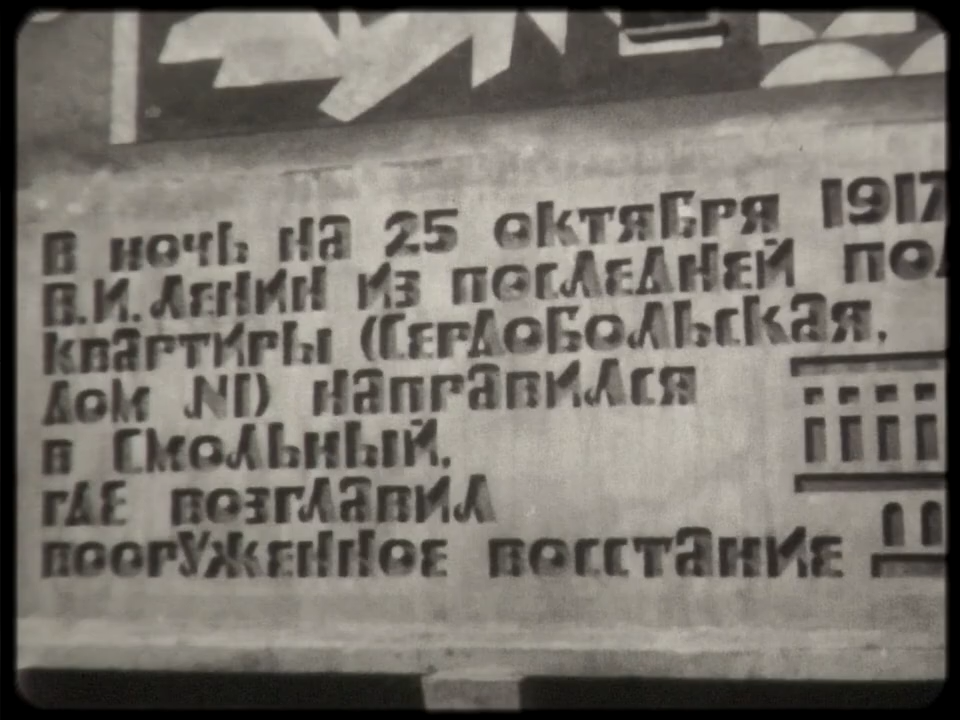 В ночь на 25 октября 1917
В.И.Ленин из последней
квартиры (Сердобольская,
дом №1) направился
в Смольный,
где возглавил
вооруженное восстание